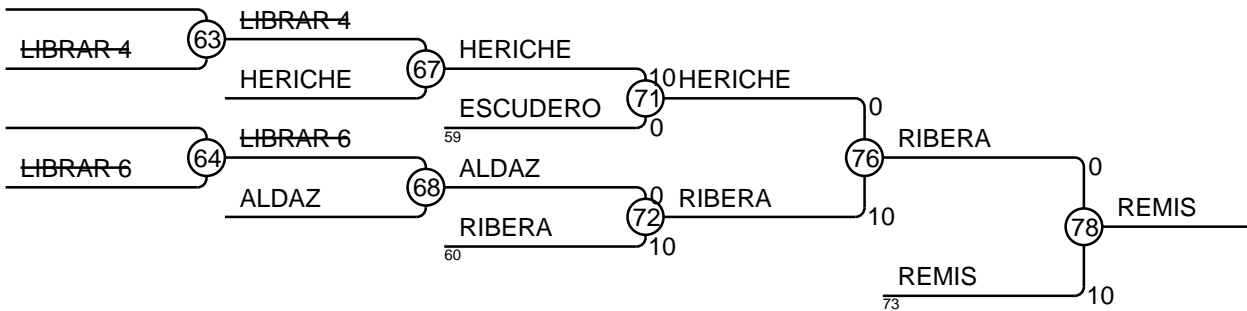 LIBRAR 4
LIBRAR 4
63
HERICHE
HERICHE
67
10
HERICHE
ESCUDERO
71
0
59
0
LIBRAR 6
RIBERA
LIBRAR 6
64
76
ALDAZ
0
ALDAZ
68
0
RIBERA
REMIS
RIBERA
72
10
78
60
10
REMIS
73
10